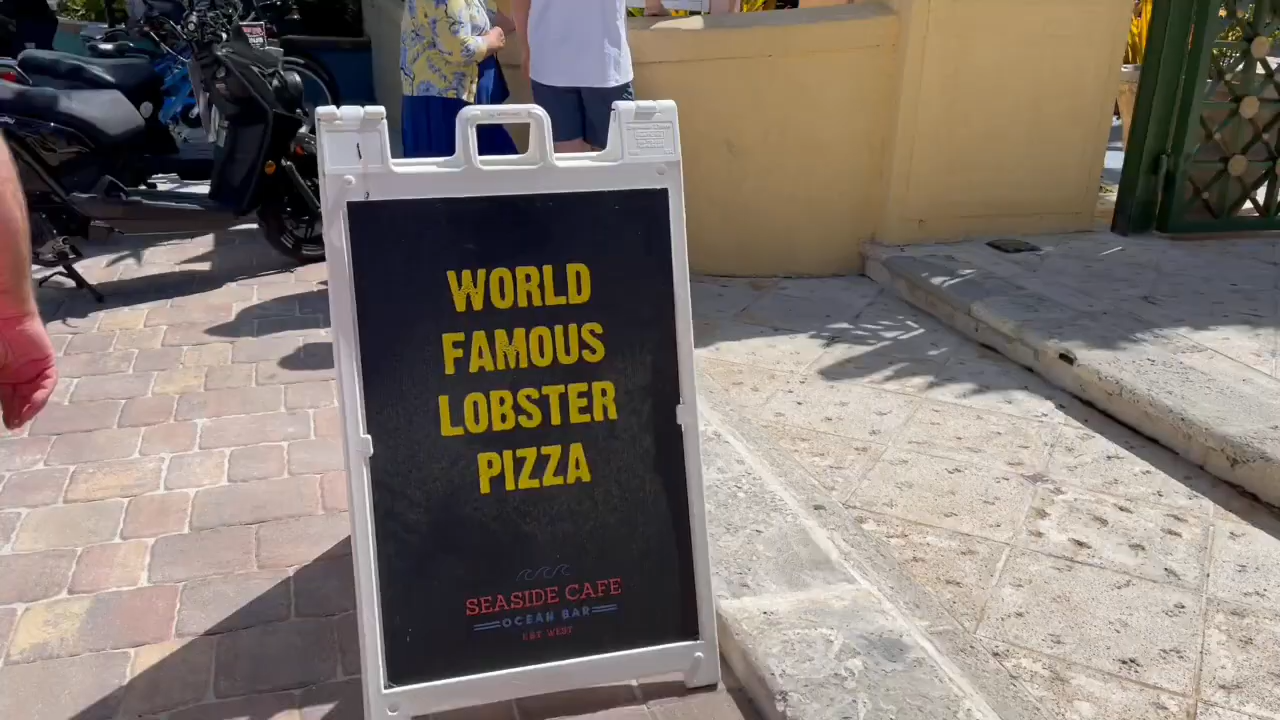 WORLD
FAMOUS
LOBSTER
PIZZA
SEASIDE CAFE
OCEAN BAR
KEY WEST